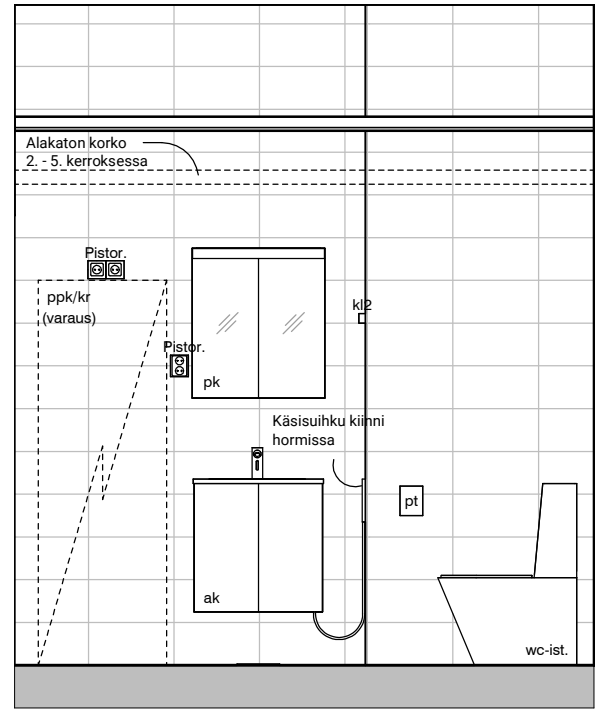 Alakaton korko
2. - 5. kerroksessa
Pistor.
ppk/kr
(varaus)
kl2
Pistor.
pk
Käsisuihku kiinni
hormissa
pt
ak
wc-ist.